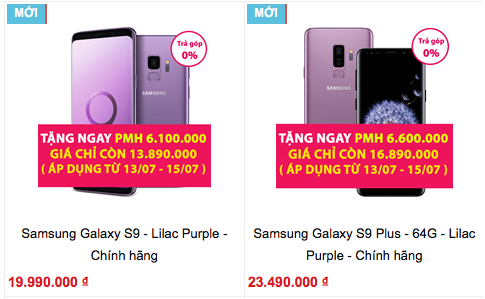 MỚI
Trả góp
0%
SAMSUNG
TẶNG NGAY PMH 6.100.000
GIÁ CHỈ CÒN 13.890.000
( ÁP DỤNG TỪ 13/07 - 15/07 )
Samsung Galaxy S9 - Lilac Purple -
Chính hãng
19.990.000 ₫
MỚI
Trả góp
0%
SAMSUNG
TẶNG NGAY PMH 6.600.000
GIÁ CHỈ CÒN 16.890.000
( ÁP DỤNG TỪ 13/07 - 15/07 )
Samsung Galaxy S9 Plus - 64G - Lilac
Purple - Chính hãng
23.490.000 ₫